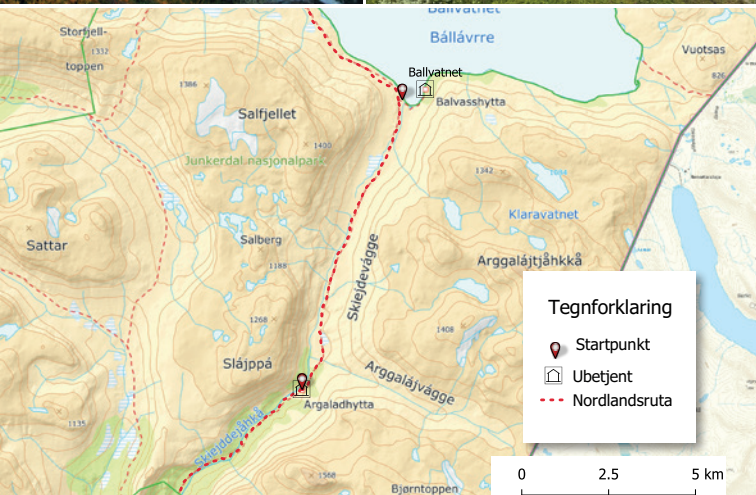 Ballvatnet
Bállávrre
Storfjell-
1332
toppen
Vuotsas
826
Ballvatnet
Balvasshytta
1386
Salfjellet
Junkerdal nasjonalpark
1400
1342
Klaravatnet
Sattar
Salberg
1188
Skiejdevágge
Arggalájtjåhkkå
1268
1408
Slájppá
Arggalájvágge
Argaladhytta
Skiejddejåhkå
1135
1568
Bjørntoppen
Tegnforklaring
Startpunkt
Ubetjent
Nordlandsruta
0 2.5 5 km